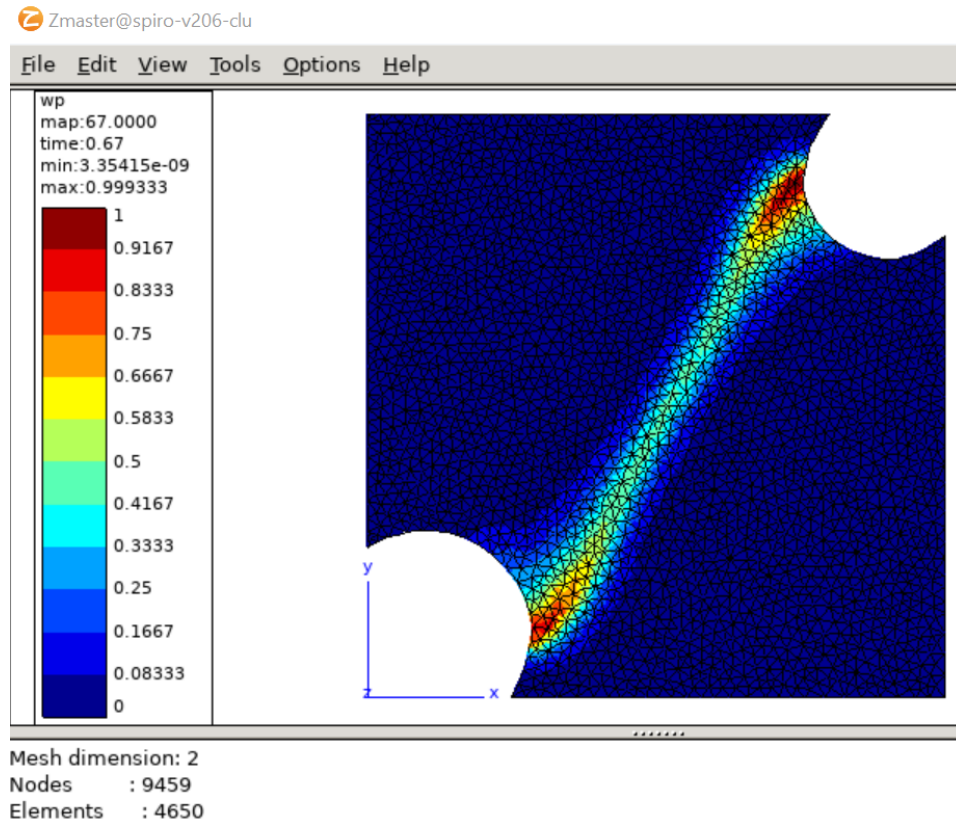 Zmaster@spiro-v206-clu
File Edit View Tools Options Help
wp
map:67.0000
time:0.67
min:3.35415e-09
max:0.999333
1
0.9167
0.8333
0.75
0.6667
0.5833
0.5
0.4167
0.3333
0.25
0.1667
0.08333
0
y
z
x
Mesh dimension: 2
Nodes : 9459
Elements : 4650